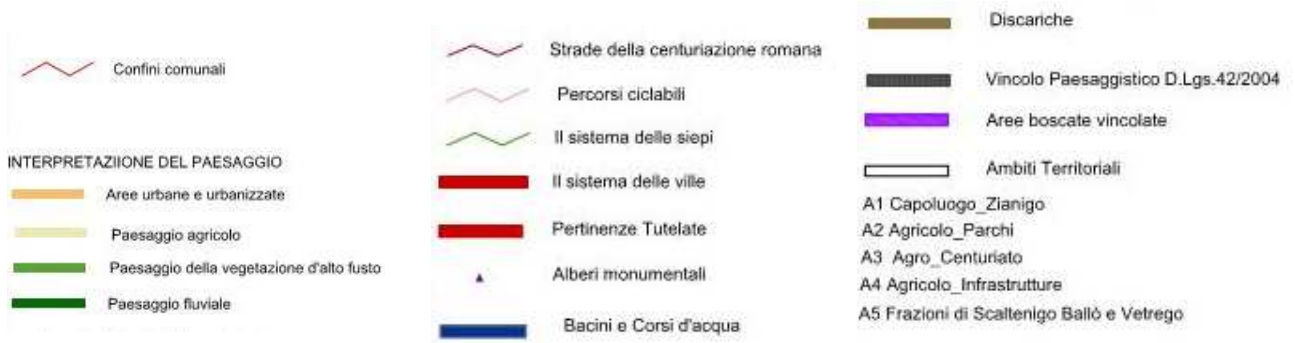 Confini comunali
INTERPRETAZIIONE DEL PAESAGGIO
Aree urbane e urbanizzate
Paesaggio agricolo
Paesaggio della vegetazione d'alto fusto
Paesaggio fluviale
Strade della centuriazione romana
Percorsi ciclabili
Il sistema delle siepi
Il sistema delle ville
Pertinenze Tutelate
Alberi monumentali
Bacini e Corsi d'acqua
Discariche
Vincolo Paesaggistico D.Lgs.42/2004
Aree boscate vincolate
Ambiti Territoriali
A1 Capoluogo_Zianigo
A2 Agricolo_Parchi
A3 Agro_Centuriato
A4 Agricolo_Infrastrutture
A5 Frazioni di Scaltenigo Ballò e Vetrego